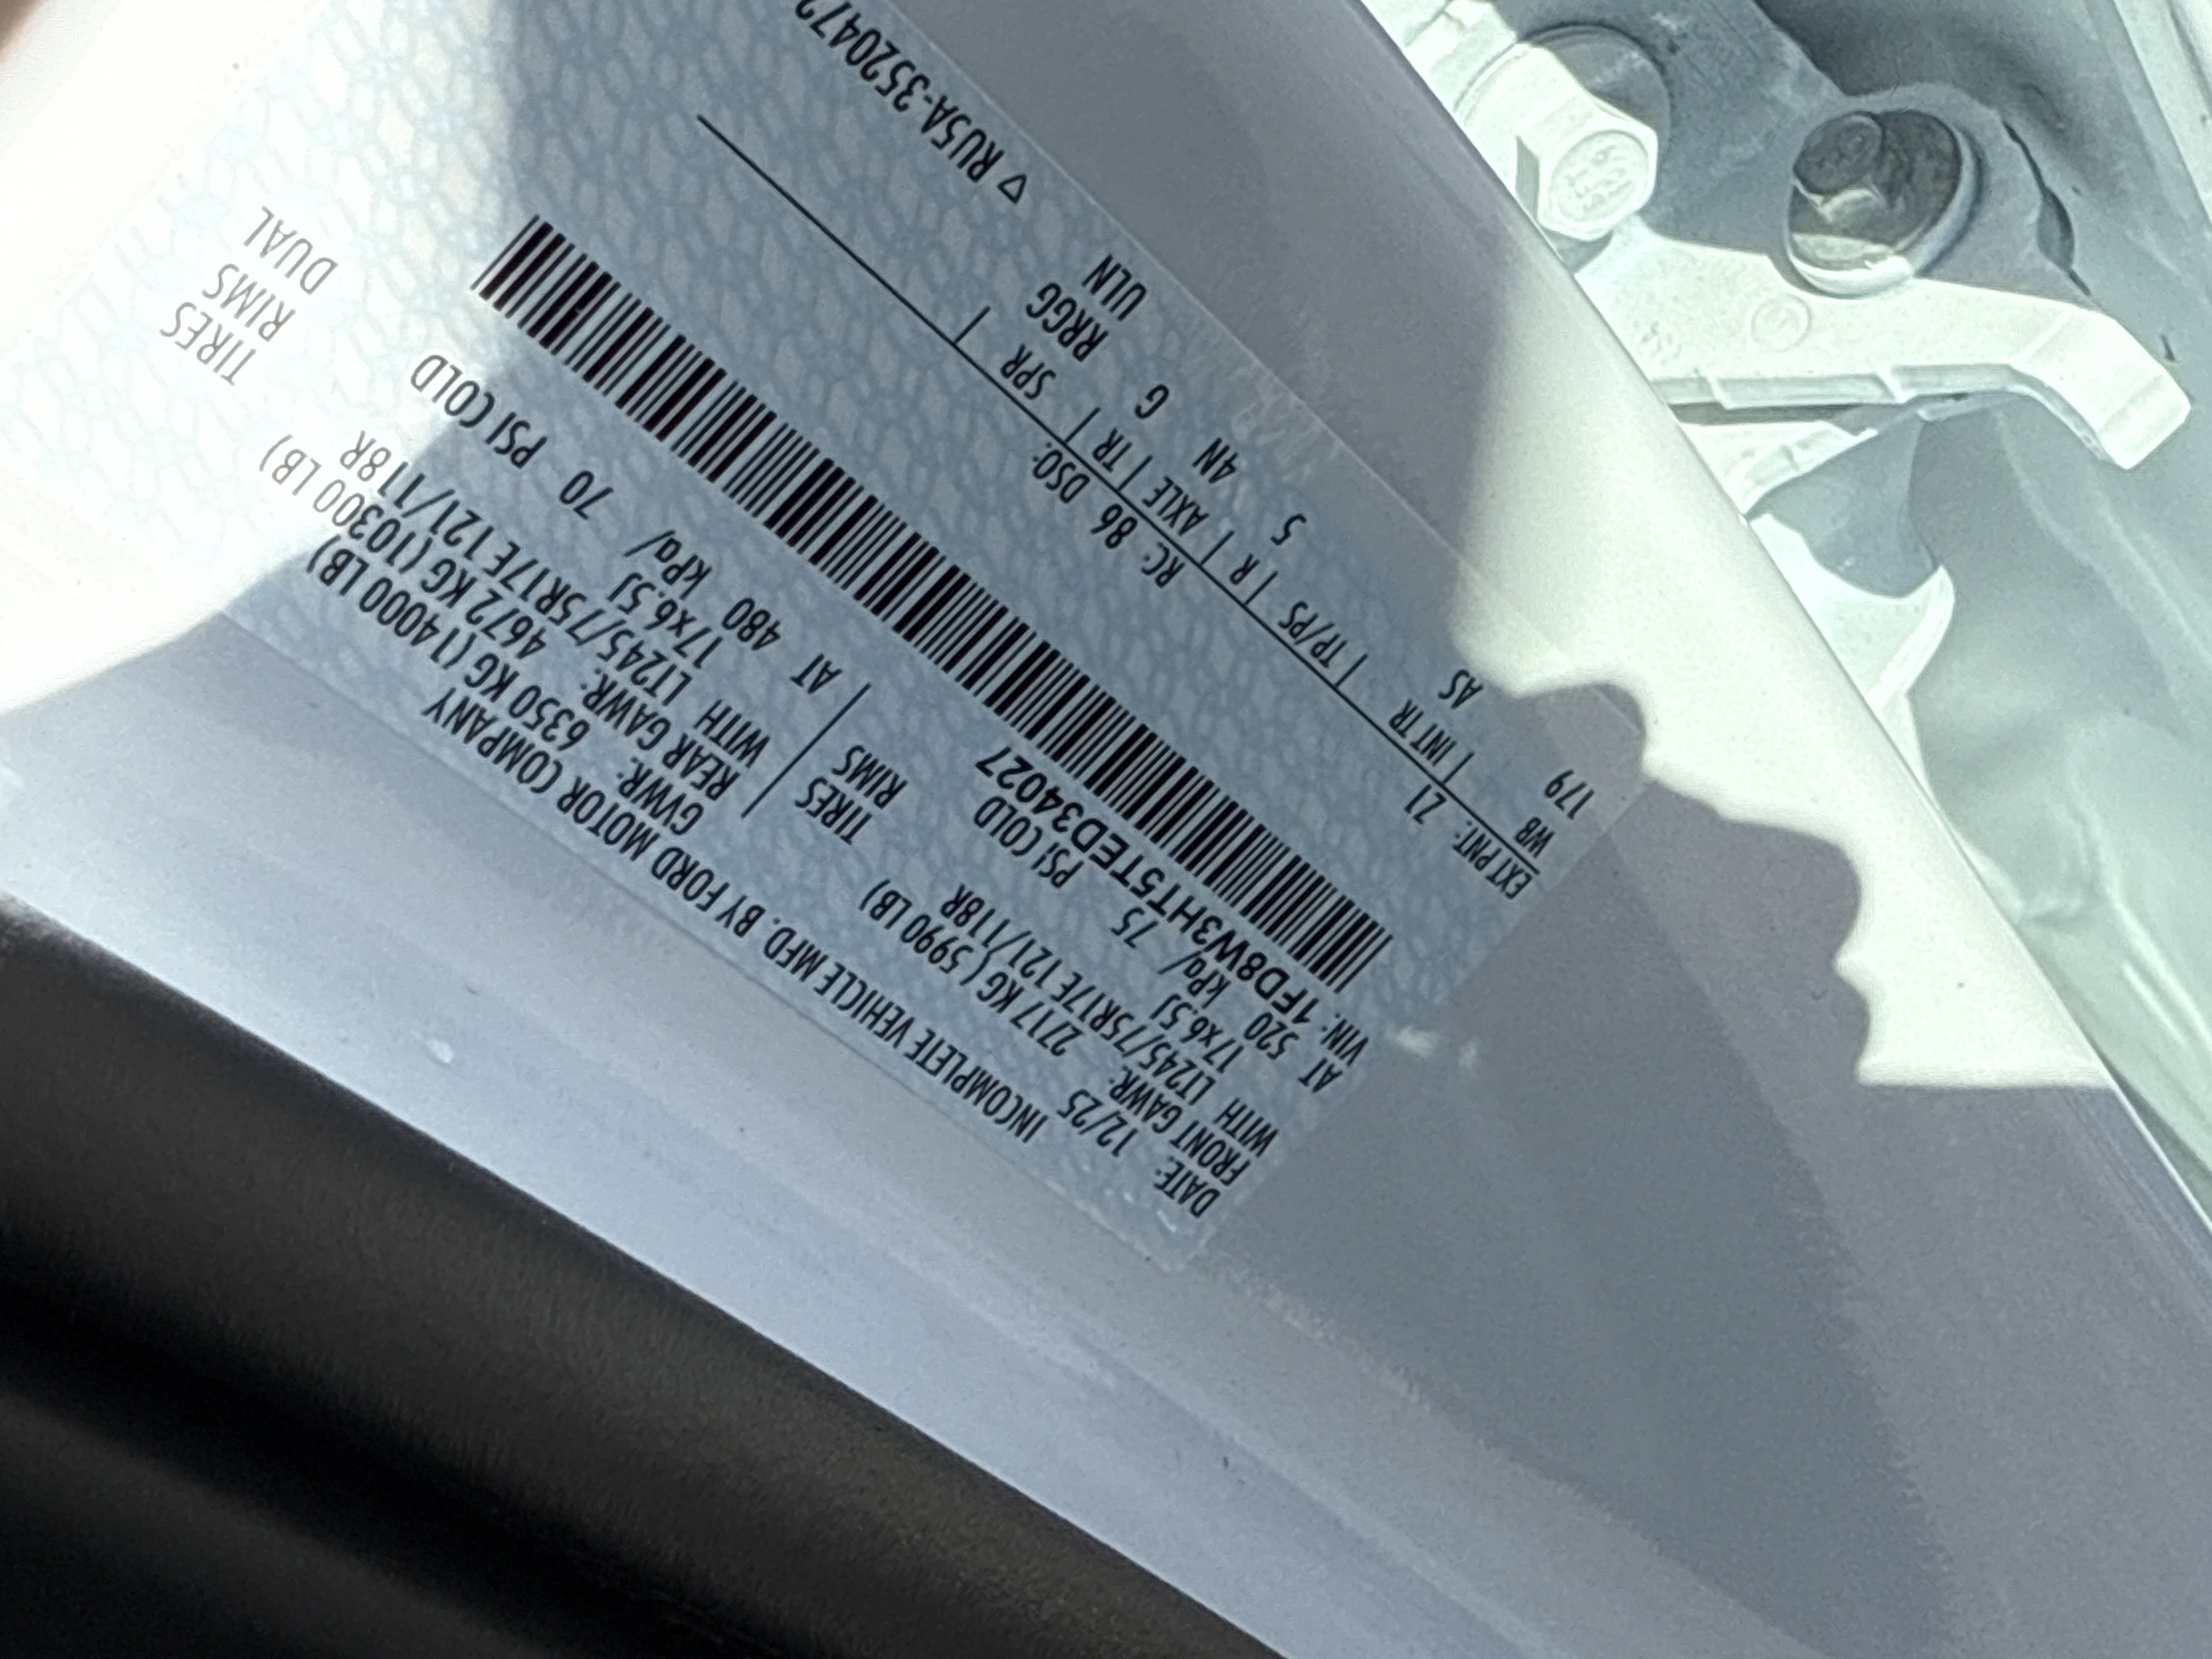 INCOMPLETE VEHICLE MFD. BY FORD MOTOR COMPANY
DATE: 12/25 GVWR: 6350 KG (14000 LB)
FRONT GAWR: 2717 KG (5990 LB) REAR GAWR: 4672 KG (10300 LB)
WITH LT245/75R17E 121/118R TIRES WITH LT245/75R17E 121/118R TIRES
17x6.5J RIMS 17x6.5J RIMS
AT 520 kPa/ 75 PSI COLD AT 480 kPa/ 70 PSI COLD DUAL
VIN: 1FD8W3HT5TED34027
EXT PNT: Z1 RC: 86 DSO:
WB | INT TR | TP/PS | R | AXLE | TR | SPR |
179 AS 5 4N G RRGG
ULN
▽ RU5A-3520472